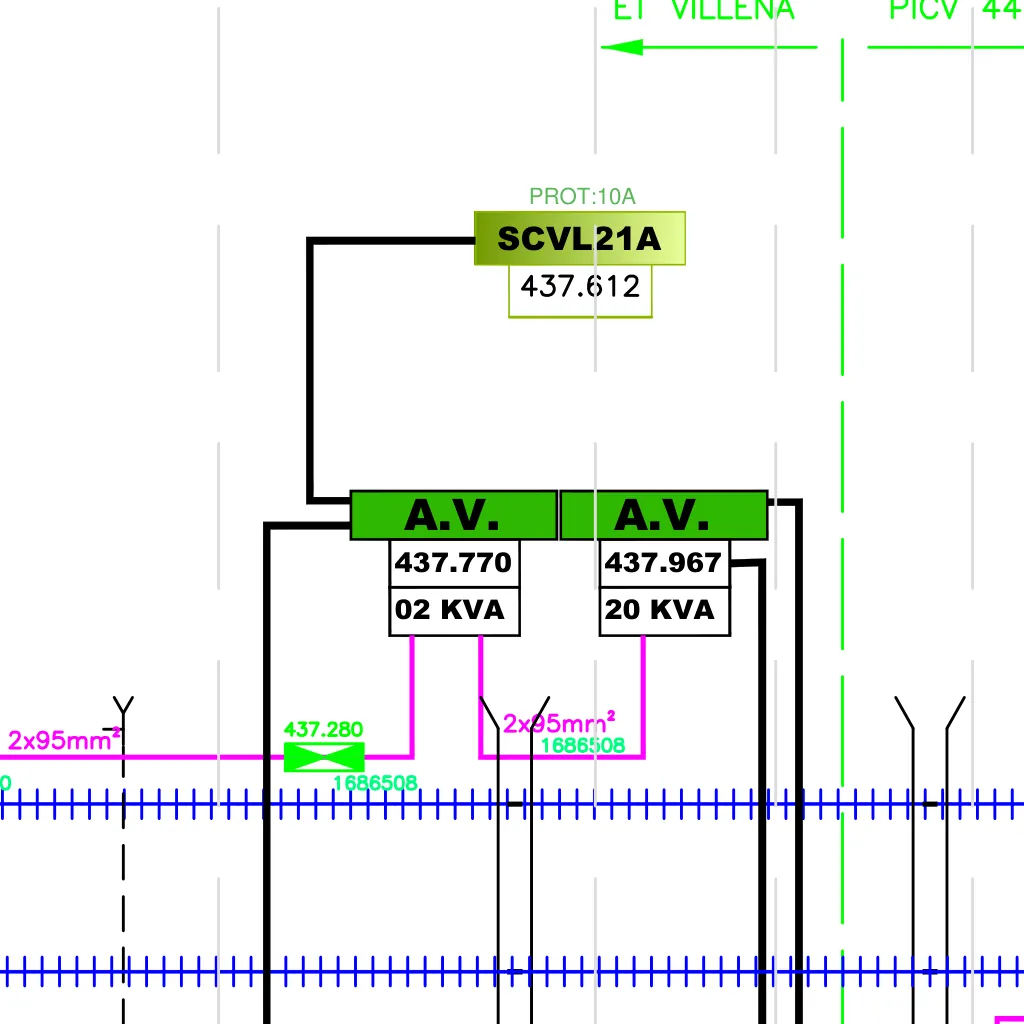 ET VILLENA
PICV 44
PROT:10A
SCVL21A
437.612
A.V.
A.V.
437.770
437.967
02 KVA
20 KVA
2x95mm²
437.280
2x95mm²
1686508
0
1686508